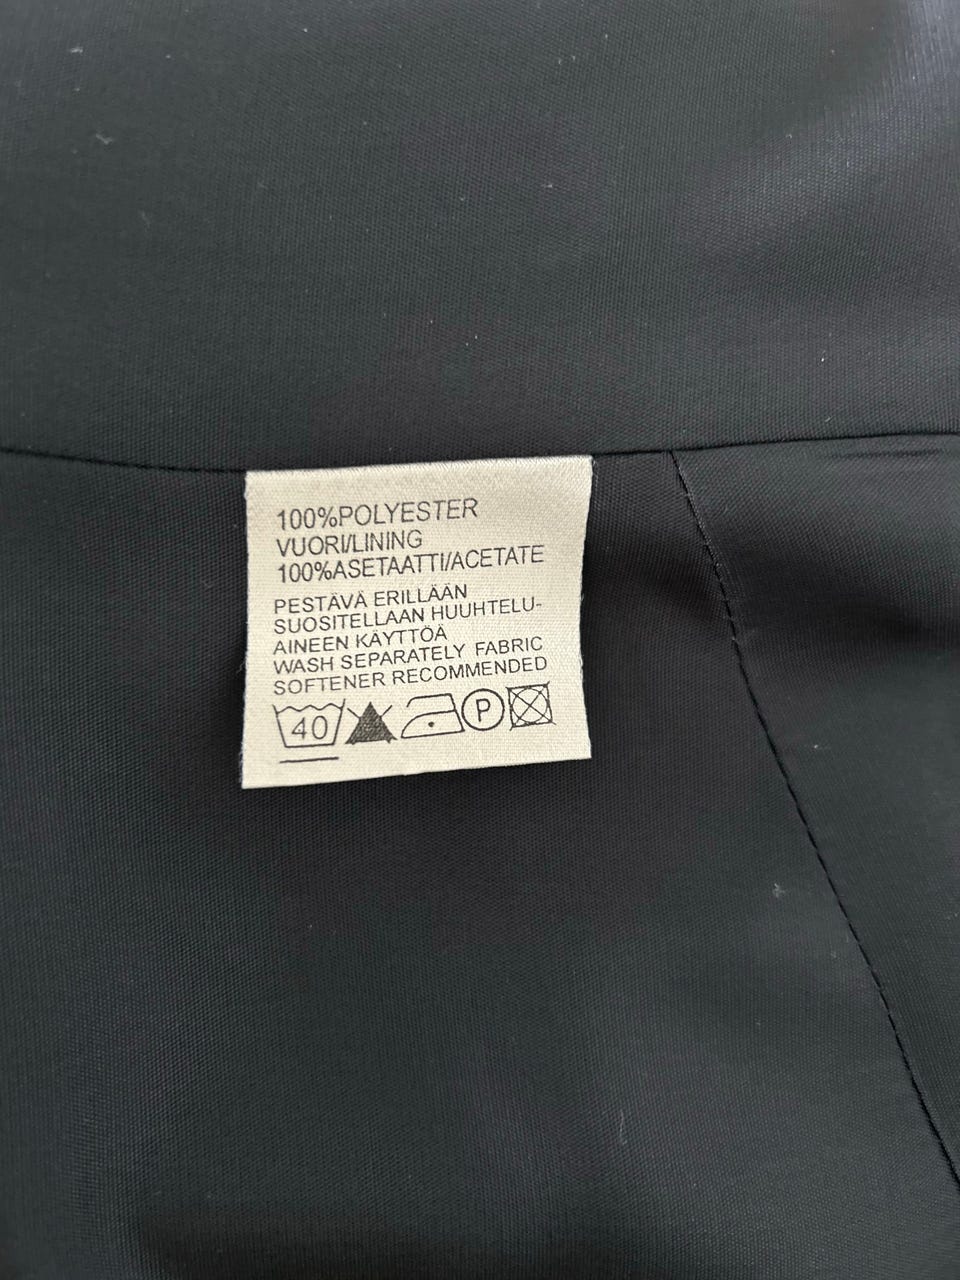 100%POLYESTER
VUORI/LINING
100%ASETAATTI/ACETATE
PESTÄVÄ ERILLÄÄN
SUOSITELLAAN HUUHTELU-
AINEEN KÄYTTÖÄ
WASH SEPARATELY FABRIC
SOFTENER RECOMMENDED
40 P